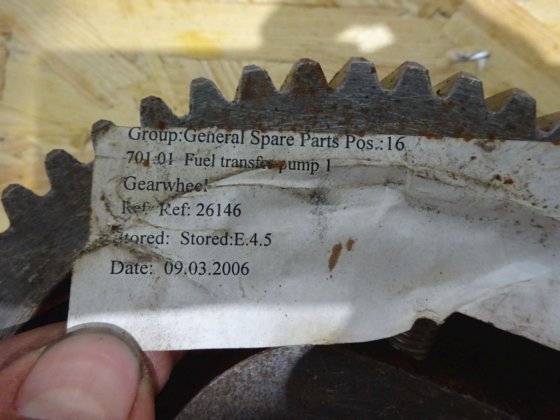 Group:General Spare Parts Pos.:16
701.01 Fuel transfer pump 1
Gearwheel
Ref: Ref: 26146
Stored: Stored:E.4.5
Date: 09.03.2006